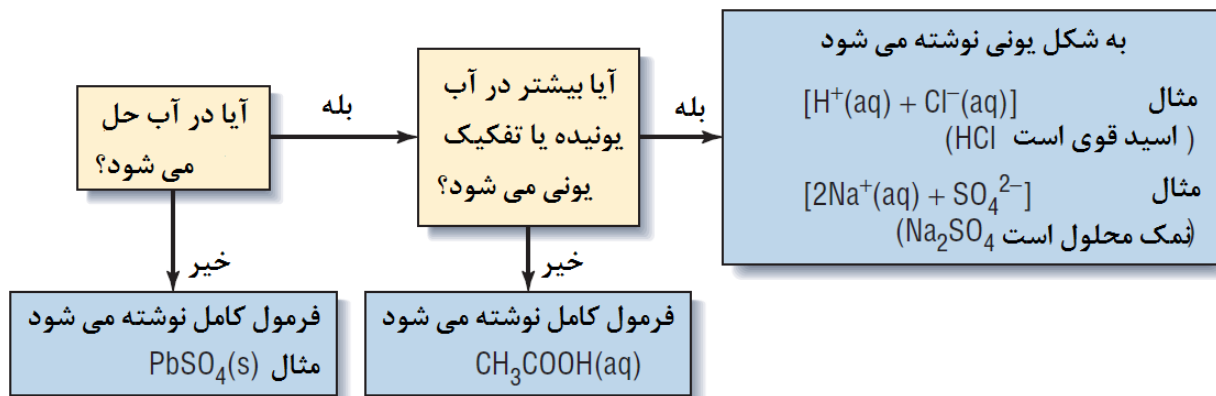 آیا در آب حل
می شود؟
بله
خیر
فرمول کامل نوشته می شود
مثال PbSO₄(s)
آیا بیشتر در آب
یونیده یا تفکیک
یونی می شود؟
بله
خیر
فرمول کامل نوشته می شود
CH₃COOH(aq)
به شکل یونی نوشته می شود
مثال [H⁺(aq) + Cl⁻(aq)]
(HCl اسید قوی است)
مثال [2Na⁺(aq) + SO₄²⁻]
(Na₂SO₄ نمک محلول است)